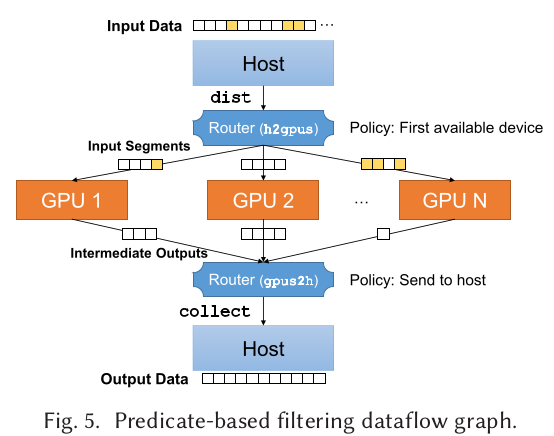 Input Data
...
Host
dist
Router (h2gpus)
Policy: First available device
Input Segments
GPU 1
GPU 2
...
GPU N
Intermediate Outputs
Router (gpus2h)
Policy: Send to host
collect
Host
Output Data
Fig. 5. Predicate-based filtering dataflow graph.